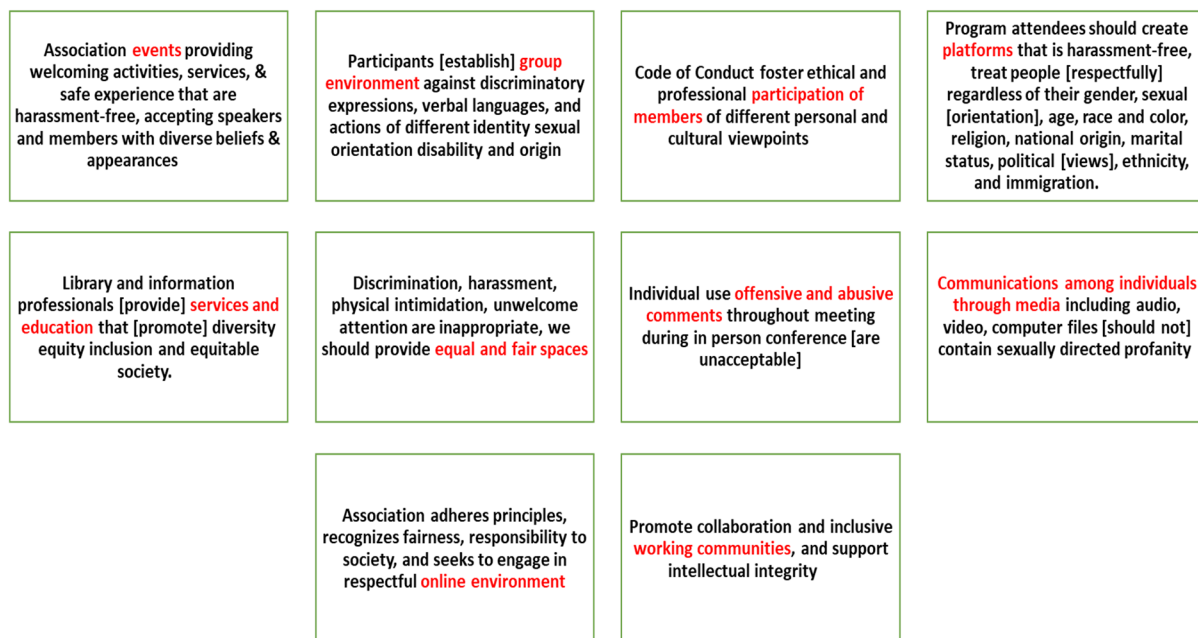 Association events providing
welcoming activities, services, &
safe experience that are
harassment-free, accepting speakers
and members with diverse beliefs &
appearances
Participants [establish] group
environment against discriminatory
expressions, verbal languages, and
actions of different identity sexual
orientation disability and origin
Code of Conduct foster ethical and
professional participation of
members of different personal and
cultural viewpoints
Program attendees should create
platforms that is harassment-free,
treat people [respectfully]
regardless of their gender, sexual
[orientation], age, race and color,
religion, national origin, marital
status, political [views], ethnicity,
and immigration.
Library and information
professionals [provide] services and
education that [promote] diversity
equity inclusion and equitable
society.
Discrimination, harassment,
physical intimidation, unwelcome
attention are inappropriate, we
should provide equal and fair spaces
Individual use offensive and abusive
comments throughout meeting
during in person conference [are
unacceptable]
Communications among individuals
through media including audio,
video, computer files [should not]
contain sexually directed profanity
Association adheres principles,
recognizes fairness, responsibility to
society, and seeks to engage in
respectful online environment
Promote collaboration and inclusive
working communities, and support
intellectual integrity